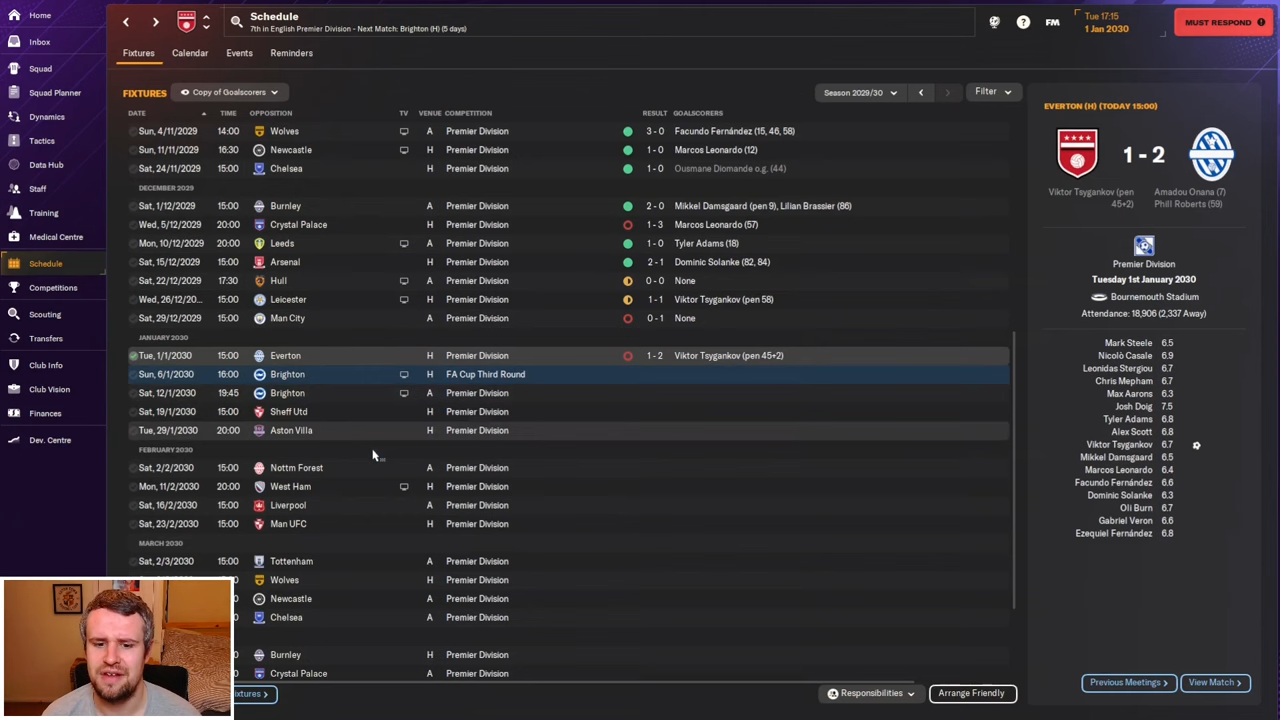 Home
Inbox
Squad
Squad Planner
Dynamics
Tactics
Data Hub
Staff
Training
Medical Centre
Schedule
Competitions
Scouting
Transfers
Club Info
Club Vision
Finances
Dev. Centre
Schedule
7th in English Premier Division - Next Match: Brighton (H) (5 days)
FM
Tue 17:15
1 Jan 2030
MUST RESPOND
Fixtures Calendar Events Reminders
FIXTURES Copy of Goalscorers Season 2029/30 Filter
DATE TIME OPPOSITION TV VENUE COMPETITION RESULT GOALSCORERS
Sun, 4/11/2029 14:00 Wolves A Premier Division 3 - 0 Facundo Fernández (15, 46, 58)
Sun, 11/11/2029 16:30 Newcastle H Premier Division 1 - 0 Marcos Leonardo (12)
Sat, 24/11/2029 15:00 Chelsea H Premier Division 1 - 0 Ousmane Diomande o.g. (44)
DECEMBER 2029
Sat, 1/12/2029 15:00 Burnley A Premier Division 2 - 0 Mikkel Damsgaard (pen 9), Lilian Brassier (86)
Wed, 5/12/2029 20:00 Crystal Palace H Premier Division 1 - 3 Marcos Leonardo (57)
Mon, 10/12/2029 20:00 Leeds A Premier Division 1 - 0 Tyler Adams (18)
Sat, 15/12/2029 15:00 Arsenal H Premier Division 2 - 1 Dominic Solanke (82, 84)
Sat, 22/12/2029 17:30 Hull A Premier Division 0 - 0 None
Wed, 26/12/20... 15:00 Leicester H Premier Division 1 - 1 Viktor Tsygankov (pen 58)
Sat, 29/12/2029 15:00 Man City A Premier Division 0 - 1 None
JANUARY 2030
Tue, 1/1/2030 15:00 Everton H Premier Division 1 - 2 Viktor Tsygankov (pen 45+2)
Sun, 6/1/2030 16:00 Brighton H FA Cup Third Round
Sat, 12/1/2030 19:45 Brighton A Premier Division
Sat, 19/1/2030 15:00 Sheff Utd H Premier Division
Tue, 29/1/2030 20:00 Aston Villa H Premier Division
FEBRUARY 2030
Sat, 2/2/2030 15:00 Nottm Forest A Premier Division
Mon, 11/2/2030 20:00 West Ham H Premier Division
Sat, 16/2/2030 15:00 Liverpool A Premier Division
Sat, 23/2/2030 15:00 Man UFC H Premier Division
MARCH 2030
Sat, 2/3/2030 15:00 Tottenham A Premier Division
Wolves H Premier Division
Newcastle A Premier Division
Chelsea H Premier Division
Burnley H Premier Division
Crystal Palace A Premier Division
Responsibilities
Arrange Friendly
EVERTON (H) (TODAY 15:00)
1 - 2
Viktor Tsygankov (pen
45+2)
Amadou Onana (7)
Phill Roberts (59)
Premier Division
Tuesday 1st January 2030
Bournemouth Stadium
Attendance: 18,906 (2,337 Away)
Mark Steele 6.5
Nicolò Casale 6.9
Leonidas Stergiou 6.7
Chris Mepham 6.7
Max Aarons 6.3
Josh Doig 7.5
Tyler Adams 6.8
Alex Scott 6.8
Viktor Tsygankov 6.7
Mikkel Damsgaard 6.5
Marcos Leonardo 6.4
Facundo Fernández 6.6
Dominic Solanke 6.3
Oli Burn 6.7
Gabriel Veron 6.6
Ezequiel Fernández 6.8
Previous Meetings
View Match